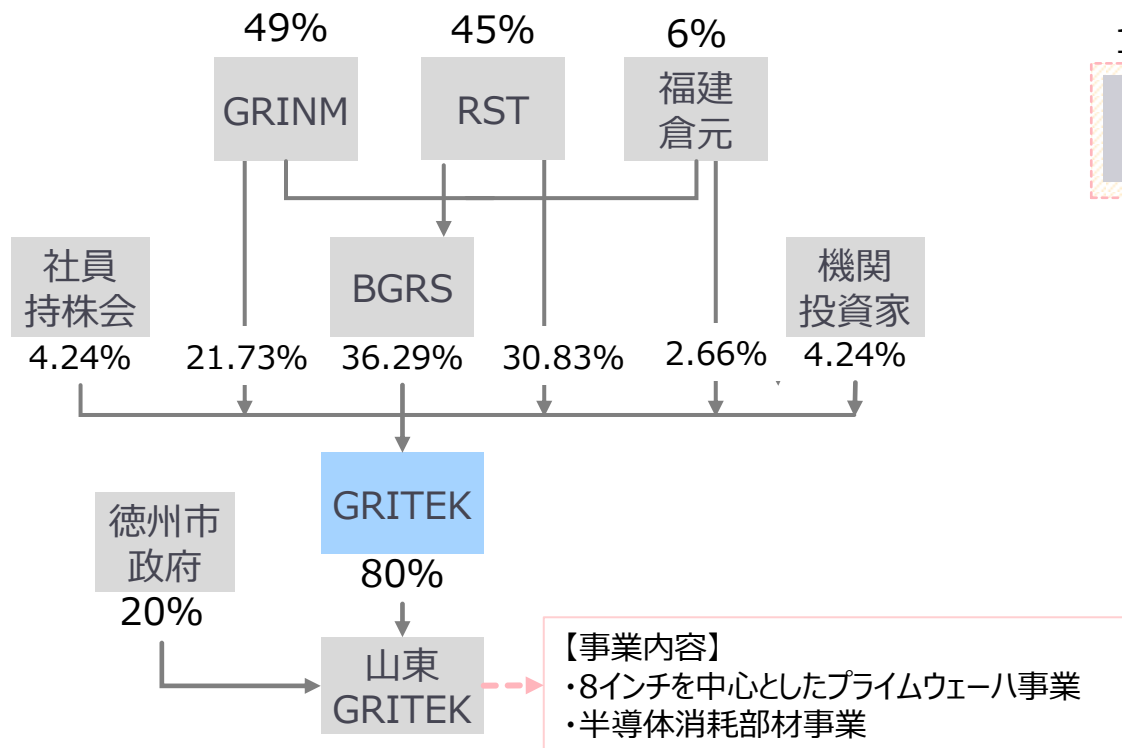 49%
45%
6%
GRINM
RST
福建
倉元
社員
持株会
BGRS
機関
投資家
4.24%
21.73%
36.29%
30.83%
2.66%
4.24%
GRITEK
徳州市
政府
80%
20%
山東
GRITEK
【事業内容】
・8インチを中心としたプライムウェーハ事業
・半導体消耗部材事業